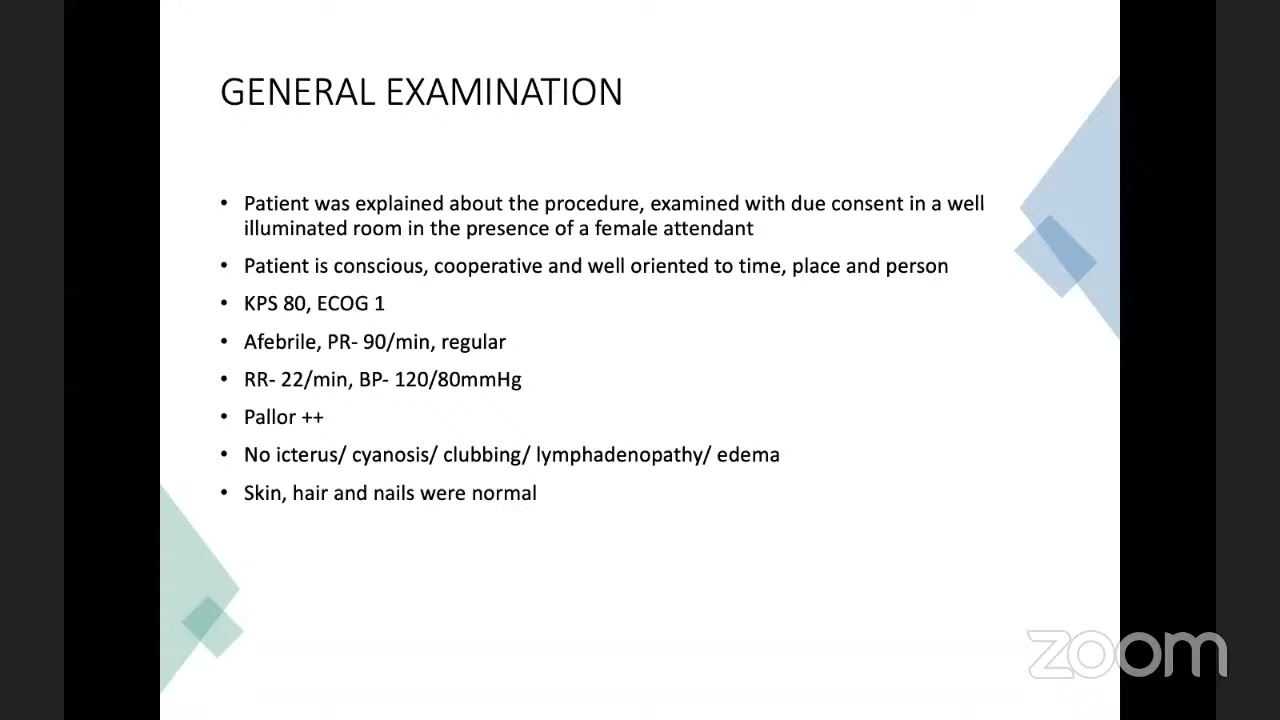 GENERAL EXAMINATION
• Patient was explained about the procedure, examined with due consent in a well
illuminated room in the presence of a female attendant
• Patient is conscious, cooperative and well oriented to time, place and person
• KPS 80, ECOG 1
• Afebrile, PR- 90/min, regular
• RR- 22/min, BP- 120/80mmHg
• Pallor ++
• No icterus/ cyanosis/ clubbing/ lymphadenopathy/ edema
• Skin, hair and nails were normal
zoom